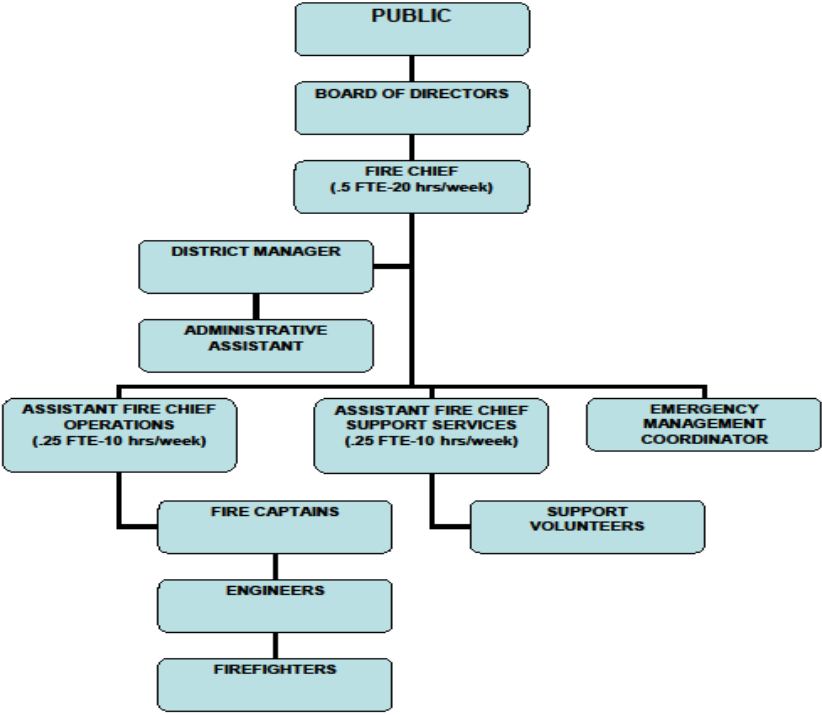 PUBLIC
BOARD OF DIRECTORS
FIRE CHIEF
(.5 FTE-20 hrs/week)
DISTRICT MANAGER
ADMINISTRATIVE
ASSISTANT
ASSISTANT FIRE CHIEF
OPERATIONS
(.25 FTE-10 hrs/week)
ASSISTANT FIRE CHIEF
SUPPORT SERVICES
(.25 FTE-10 hrs/week)
EMERGENCY
MANAGEMENT
COORDINATOR
FIRE CAPTAINS
SUPPORT
VOLUNTEERS
ENGINEERS
FIREFIGHTERS